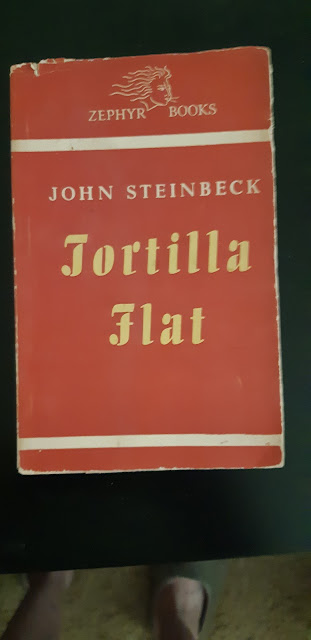 ZEPHYR BOOKS
JOHN STEINBECK
Tortilla
Flat